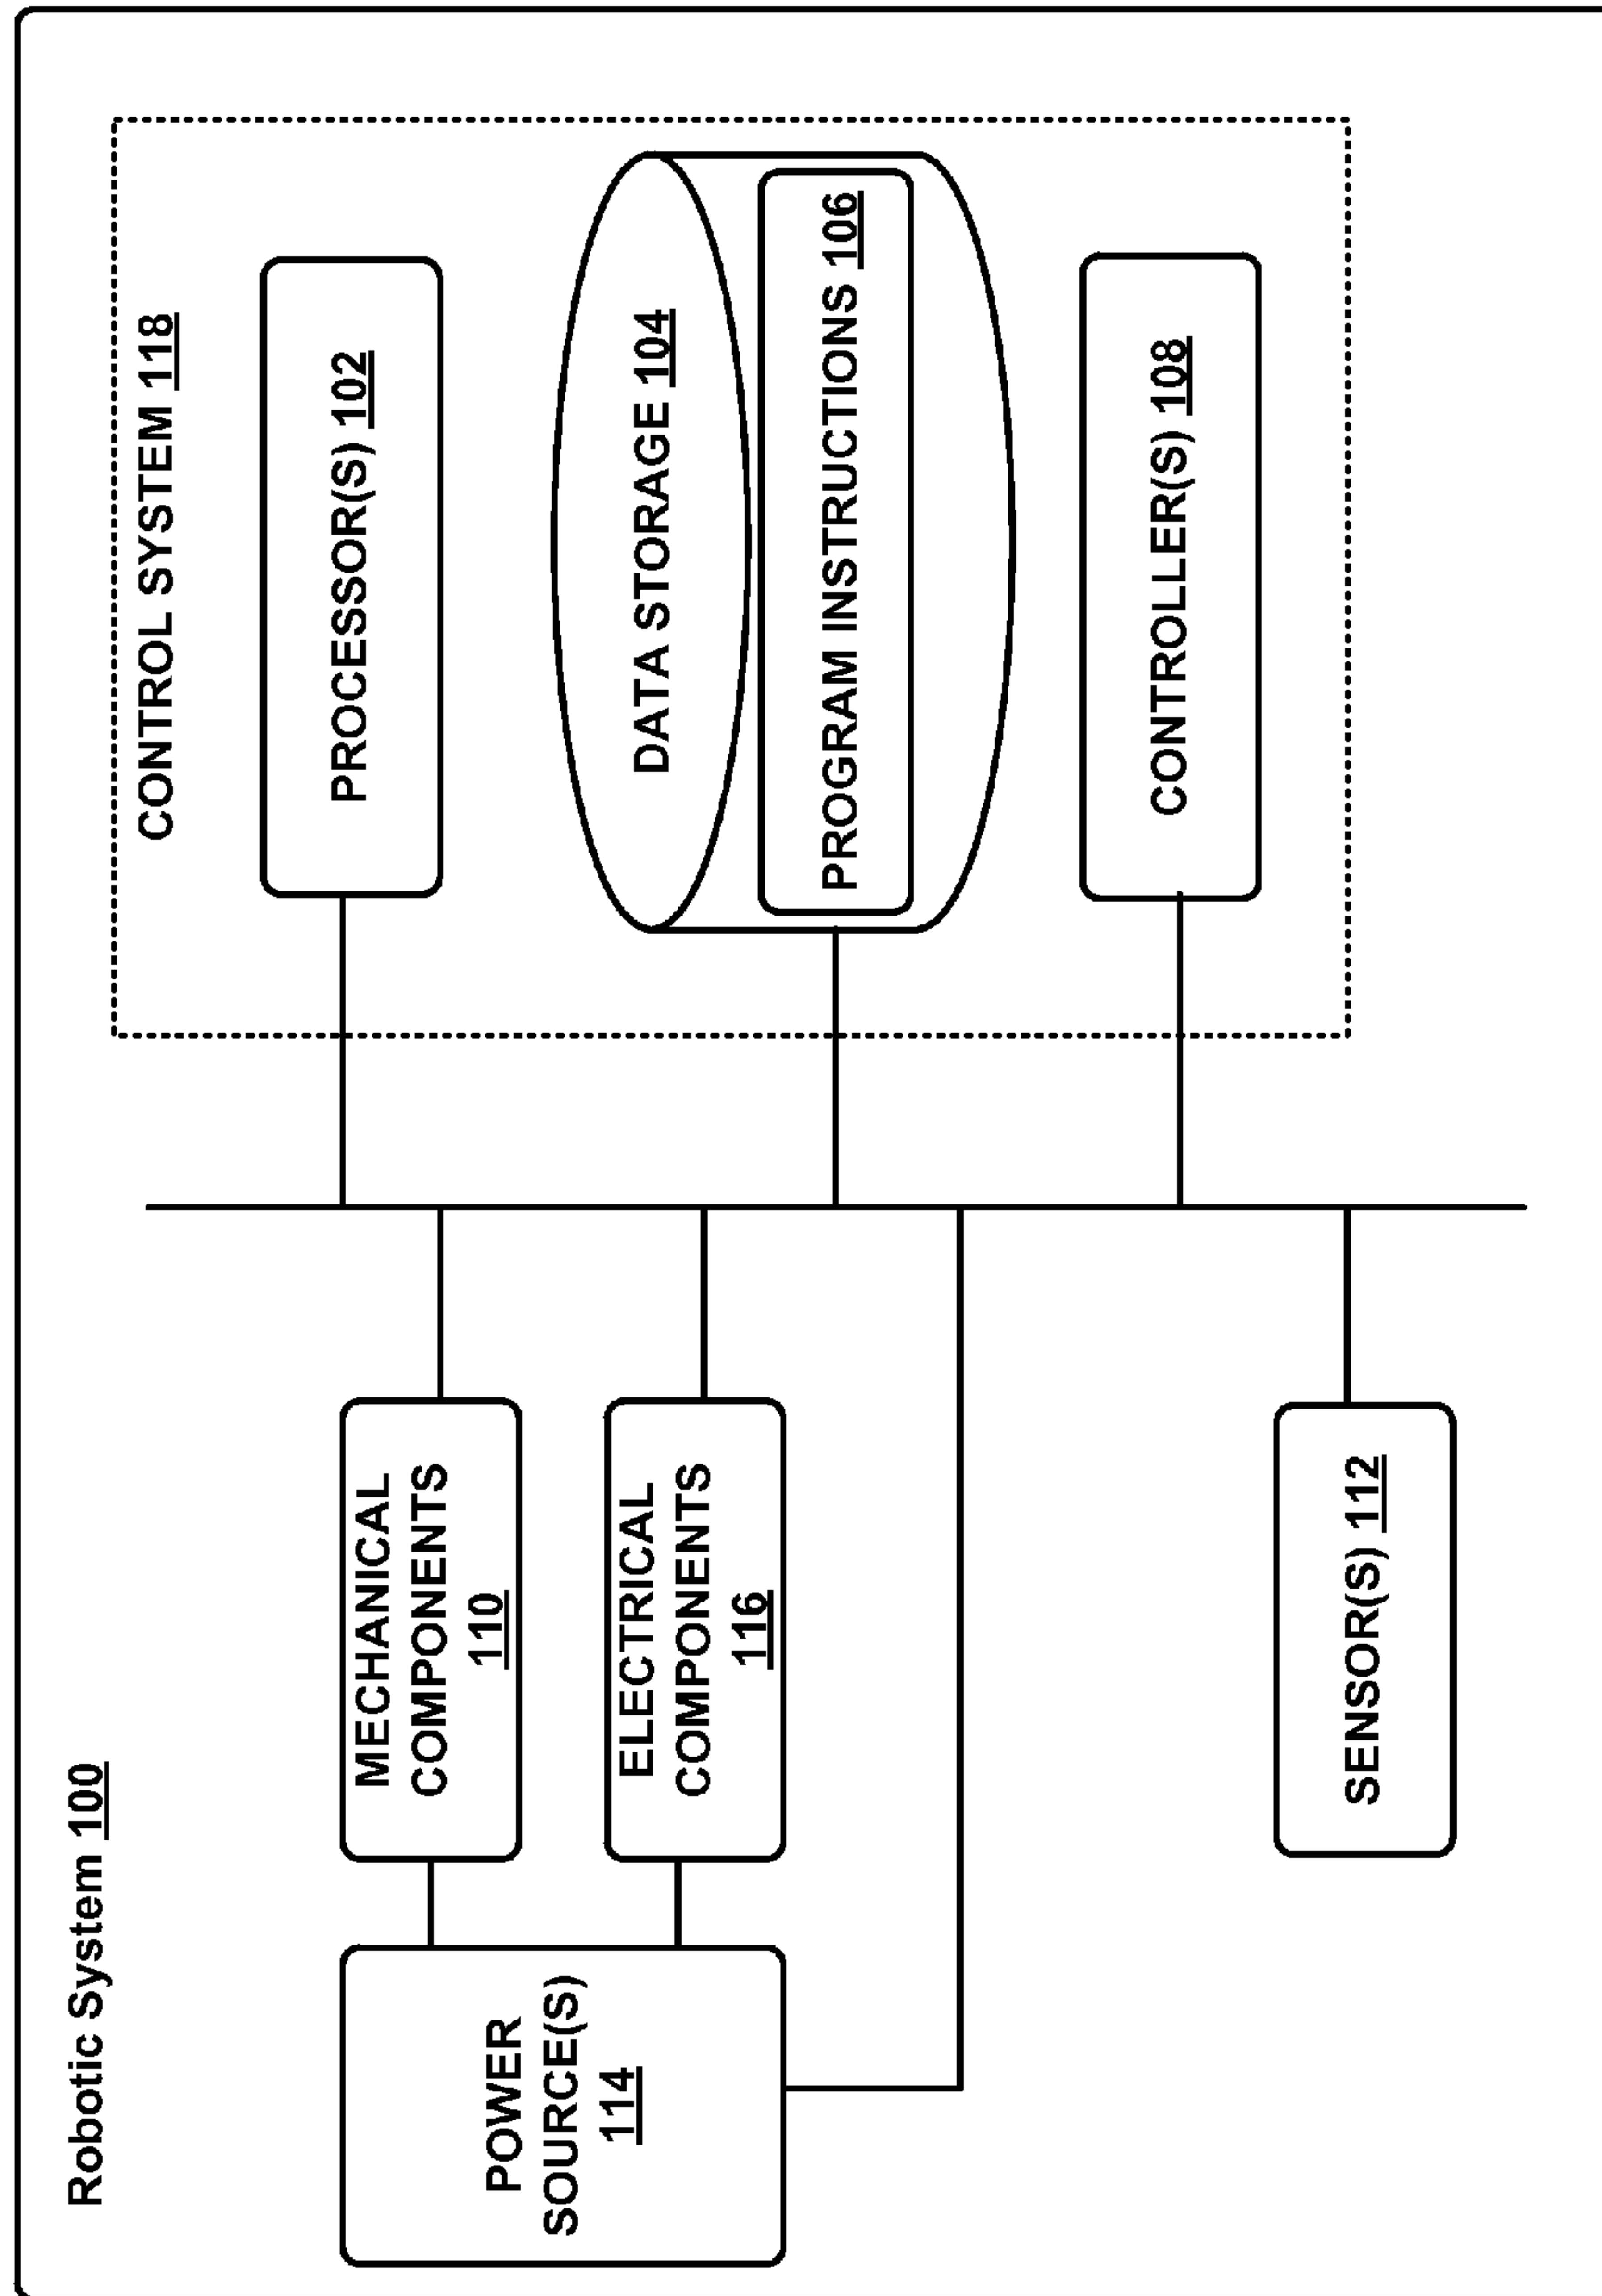 Robotic System 100
CONTROL SYSTEM 118
PROCESSOR(S) 102
DATA STORAGE 104
PROGRAM INSTRUCTIONS 106
CONTROLLER(S) 108
POWER
SOURCE(S)
114
MECHANICAL
COMPONENTS
110
ELECTRICAL
COMPONENTS
116
SENSOR(S) 112